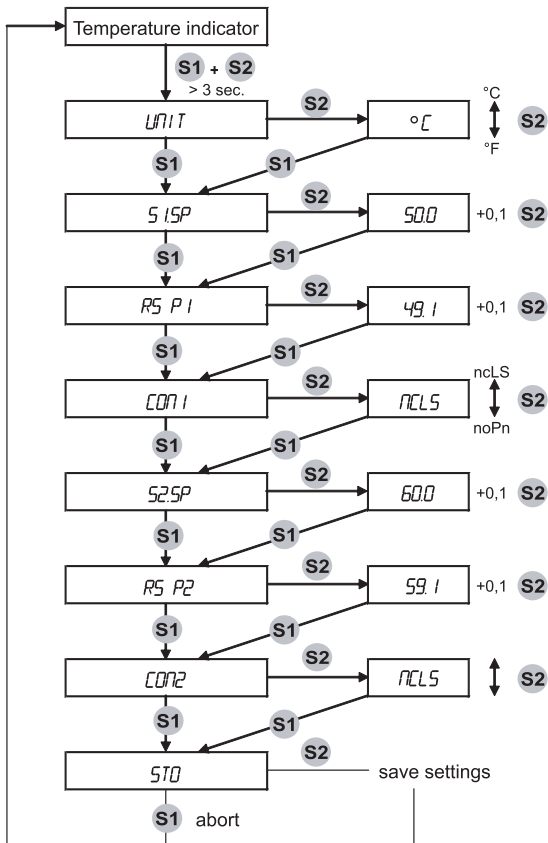 Temperature indicator
S1 + S2
> 3 sec.
UNIT
S2
°C
°C
°F
S2
S1
S1
S1.SP
S2
50.0
+0,1 S2
S1
S1
RS P1
S2
49.1
+0,1 S2
S1
S1
CON1
S2
NCLS
ncLS
noPn
S2
S1
S1
S2.SP
S2
60.0
+0,1 S2
S1
S1
RS P2
S2
59.1
+0,1 S2
S1
S1
CON2
S2
NCLS
S2
S1
S1
STO
S2
save settings
S1 abort